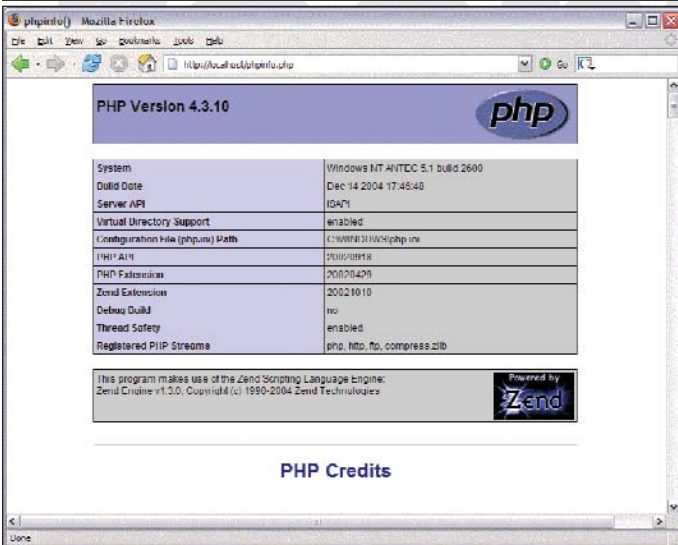 phpinfo() Mozilla Firefox
File Edit View Go Bookmarks Tools Help
http://localhost/phpinfo.php Go
PHP Version 4.3.10
php
System Windows NT ANTEC 5.1 build 2600
Build Date Dec 14 2004 17:46:48
Server API ISAPI
Virtual Directory Support enabled
Configuration File (php.ini) Path C:\WINDOWS\php.ini
PHP API 20020918
PHP Extension 20020429
Zend Extension 20021010
Debug Build no
Thread Safety enabled
Registered PHP Streams php, http, ftp, compress.zlib
This program makes use of the Zend Scripting Language Engine:
Zend Engine v1.3.0, Copyright (c) 1998-2004 Zend Technologies
Powered by
Zend
PHP Credits
Done